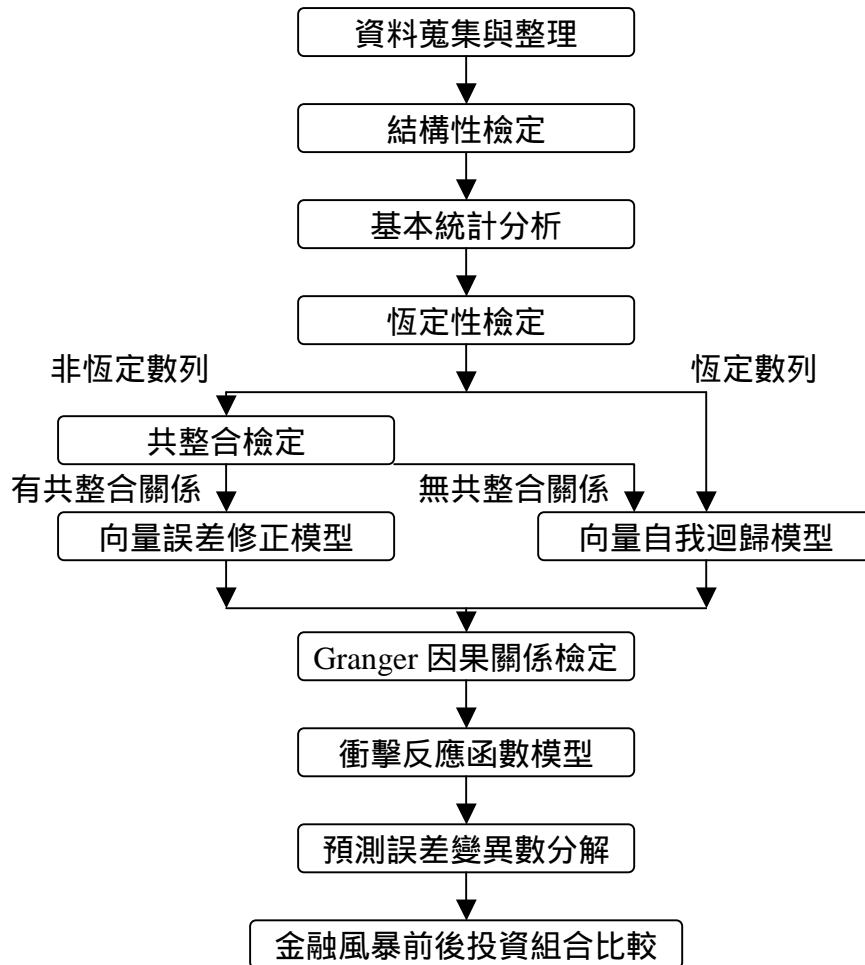 資料蒐集與整理
結構性檢定
基本統計分析
恆定性檢定
非恆定數列
恆定數列
共整合檢定
有共整合關係
無共整合關係
向量誤差修正模型
向量自我迴歸模型
Granger 因果關係檢定
衝擊反應函數模型
預測誤差變異數分解
金融風暴前後投資組合比較